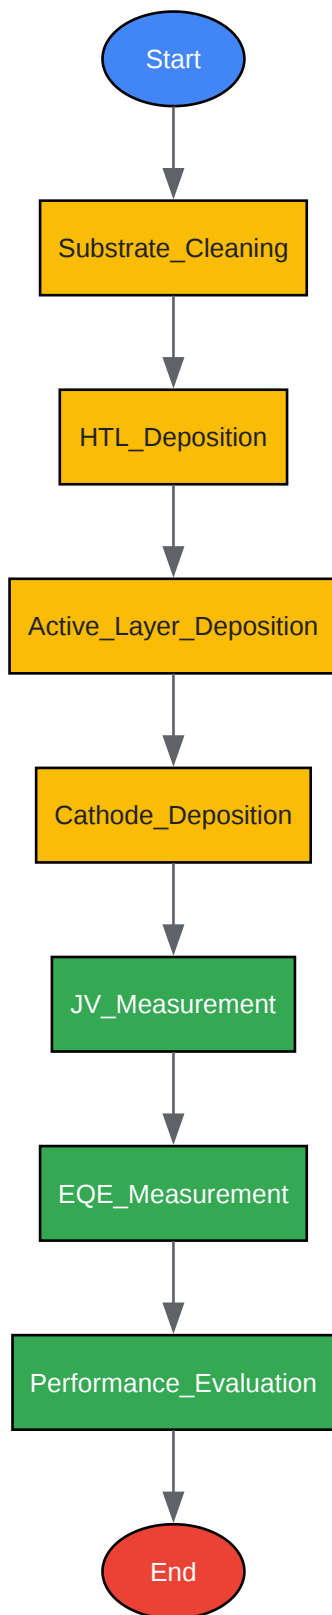 Start
Substrate_Cleaning
HTL_Deposition
Active_Layer_Deposition
Cathode_Deposition
JV_Measurement
EQE_Measurement
Performance_Evaluation
End